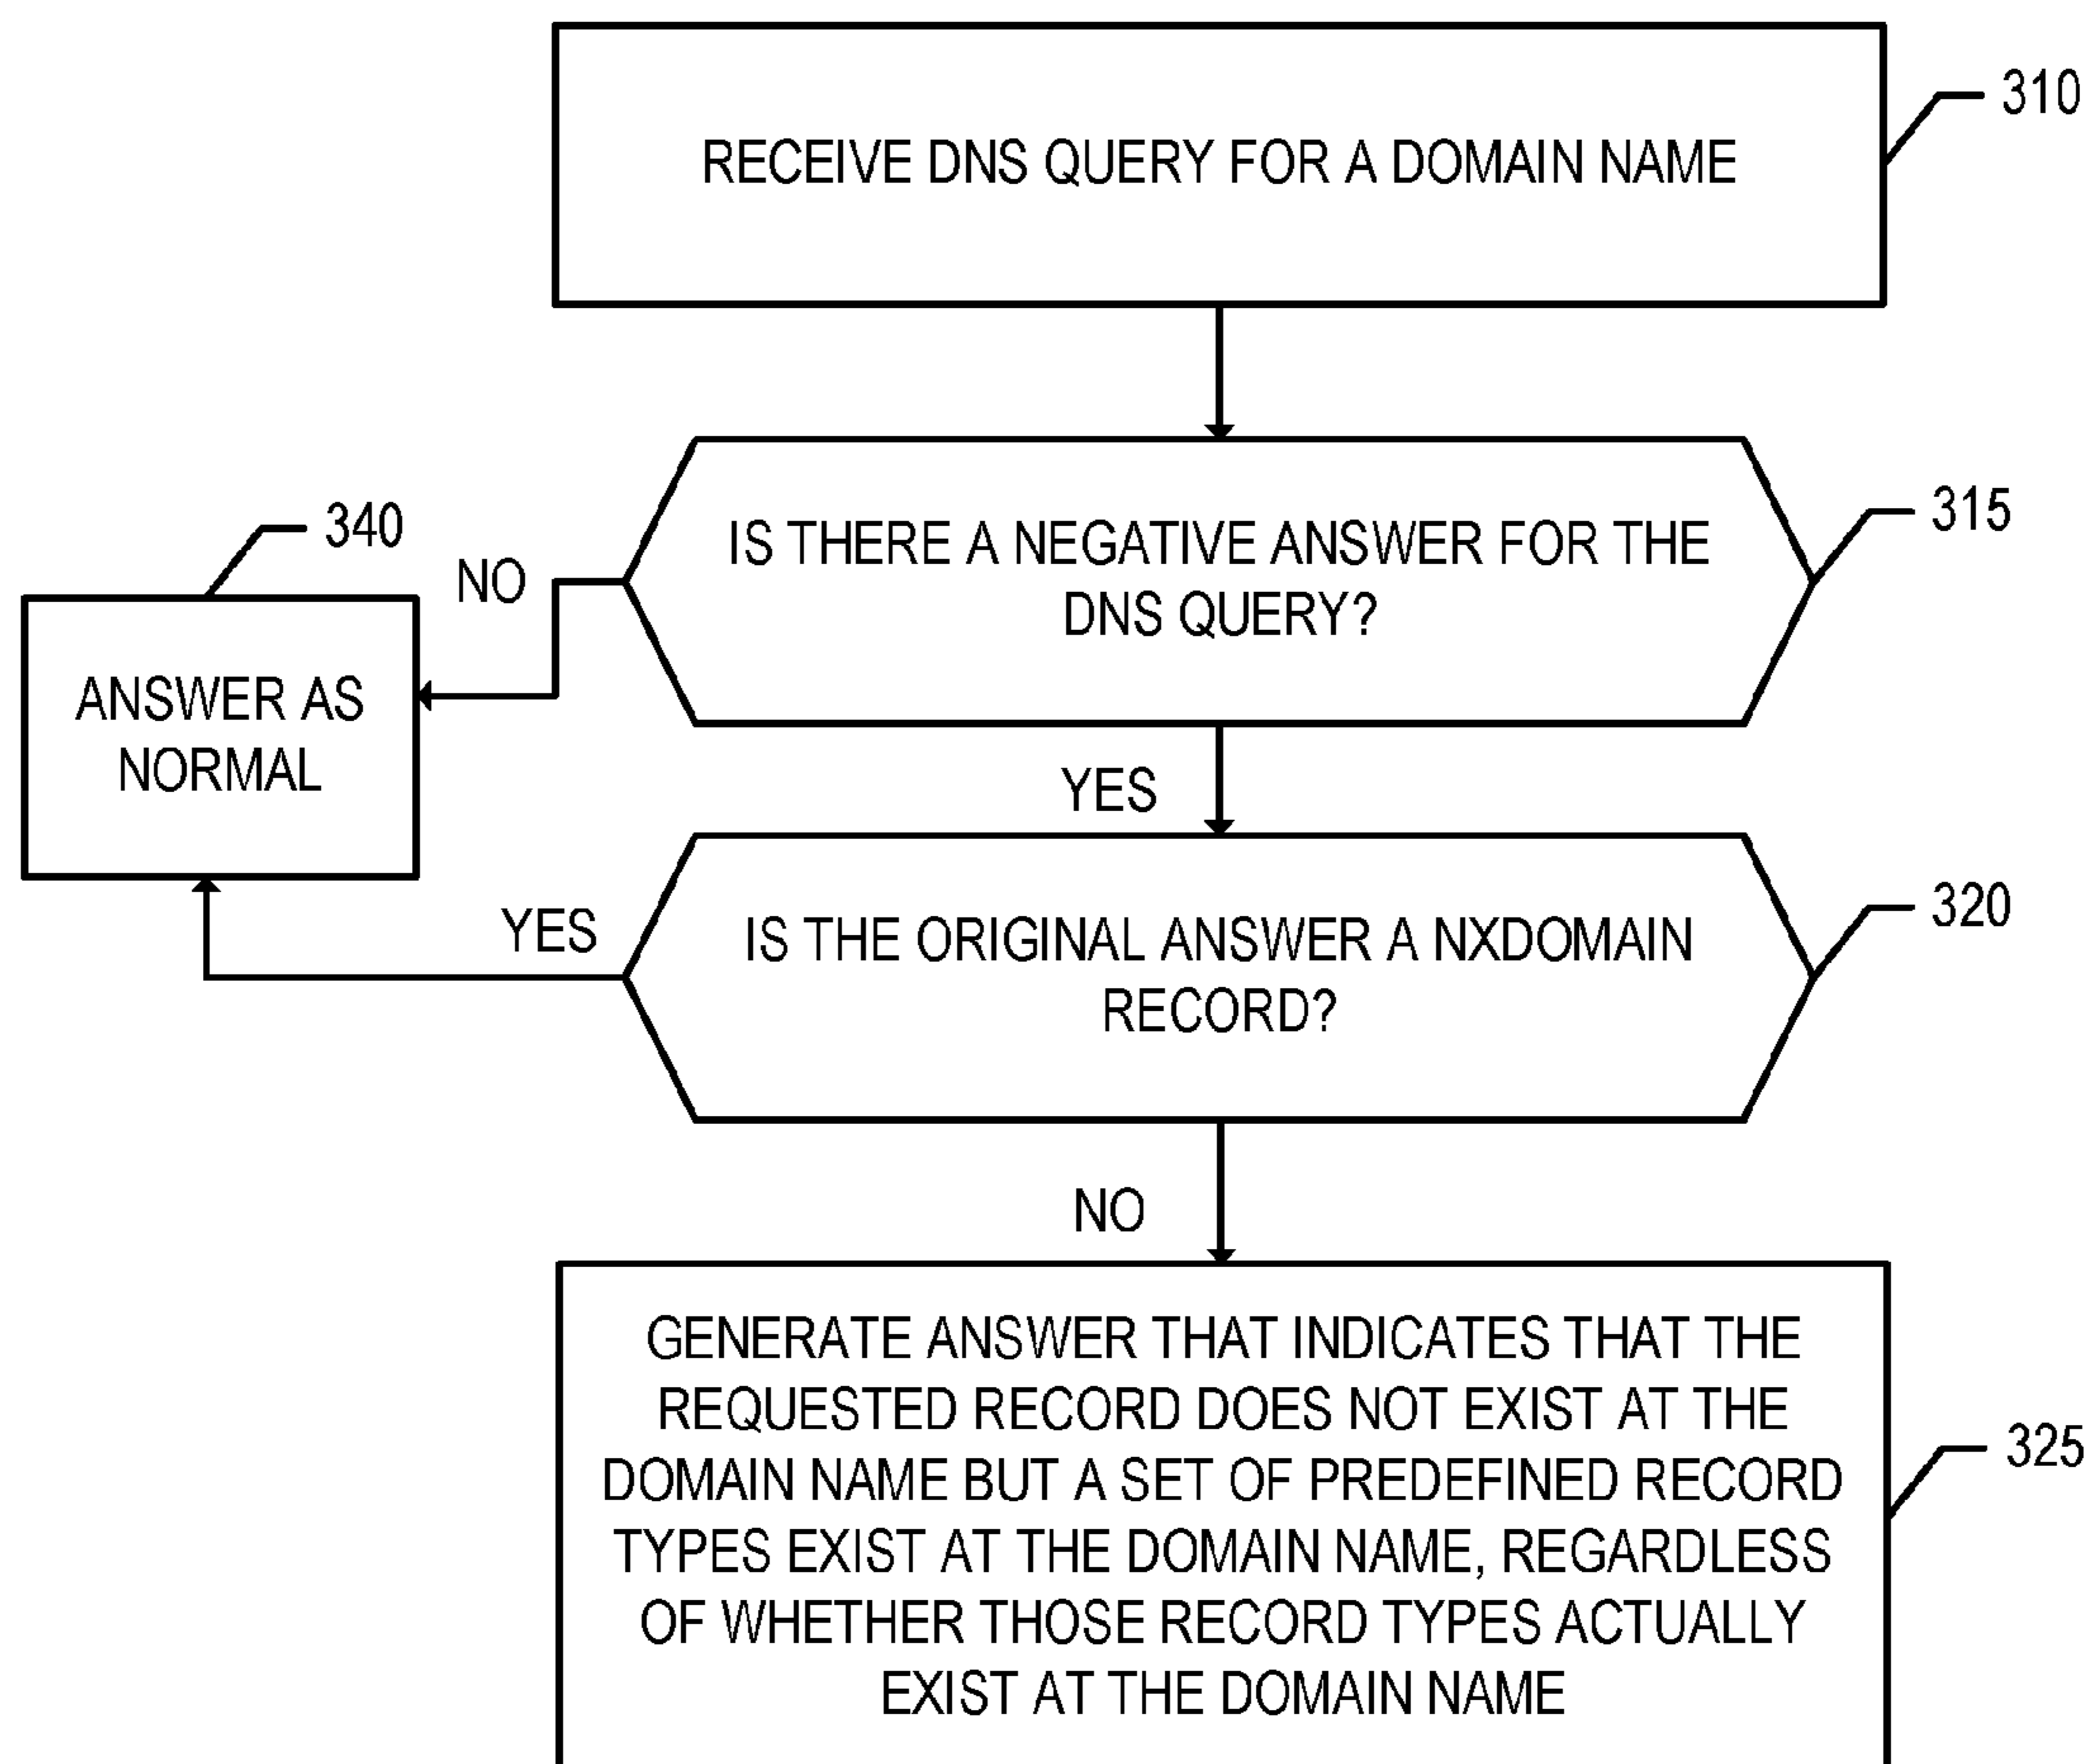 RECEIVE DNS QUERY FOR A DOMAIN NAME
310
IS THERE A NEGATIVE ANSWER FOR THE
DNS QUERY?
315
NO
340
ANSWER AS
NORMAL
YES
IS THE ORIGINAL ANSWER A NXDOMAIN
RECORD?
320
YES
NO
GENERATE ANSWER THAT INDICATES THAT THE
REQUESTED RECORD DOES NOT EXIST AT THE
DOMAIN NAME BUT A SET OF PREDEFINED RECORD
TYPES EXIST AT THE DOMAIN NAME, REGARDLESS
OF WHETHER THOSE RECORD TYPES ACTUALLY
EXIST AT THE DOMAIN NAME
325